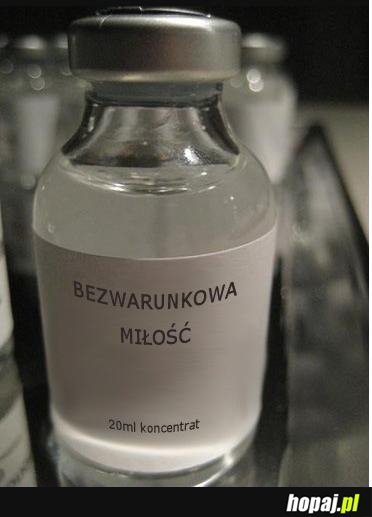 BEZWARUNKOWA
MIŁOŚĆ
20ml koncentrat
hopaj.pl